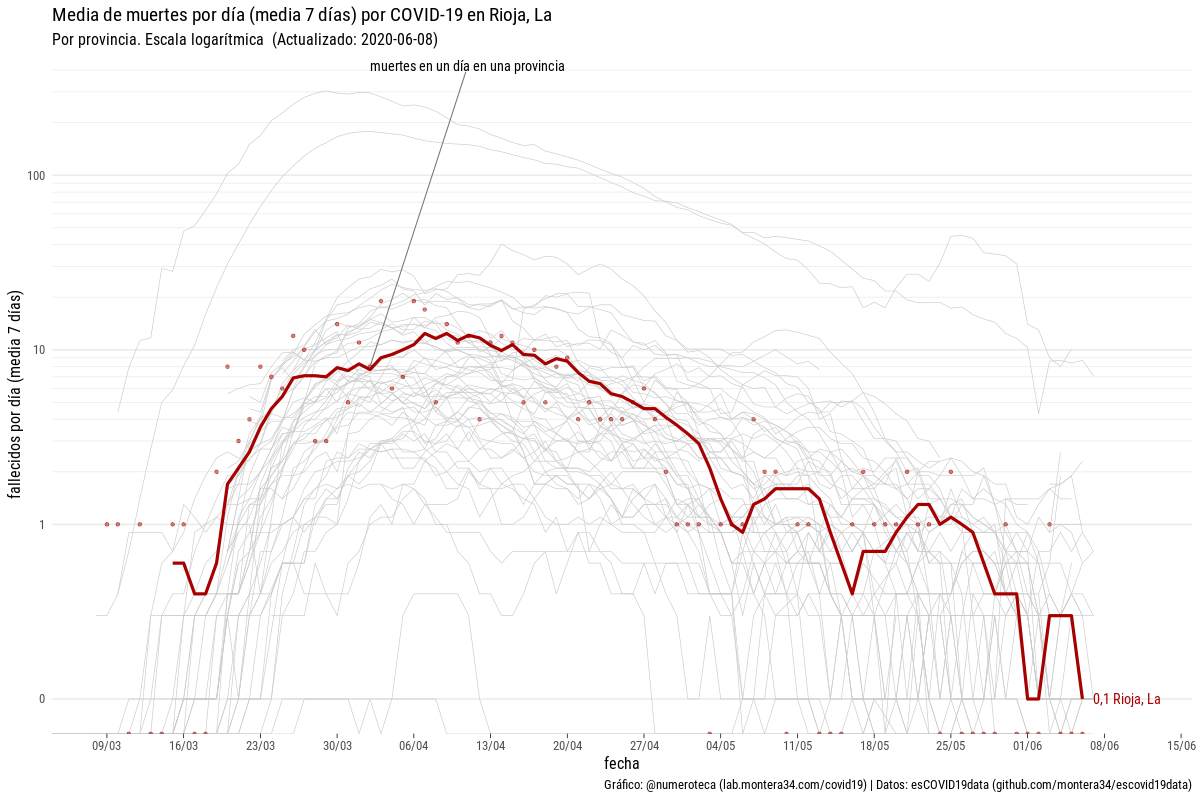 Media de muertes por día (media 7 días) por COVID-19 en Rioja, La
Por provincia. Escala logarítmica (Actualizado: 2020-06-08)
muertes en un día en una provincia
fallecidos por día (media 7 días)
100
10
1
0
0,1 Rioja, La
09/03 16/03 23/03 30/03 06/04 13/04 20/04 27/04 04/05 11/05 18/05 25/05 01/06 08/06 15/06
fecha
Gráfico: @numeroteca (lab.montera34.com/covid19) | Datos: esCOVID19data (github.com/montera34/escovid19data)